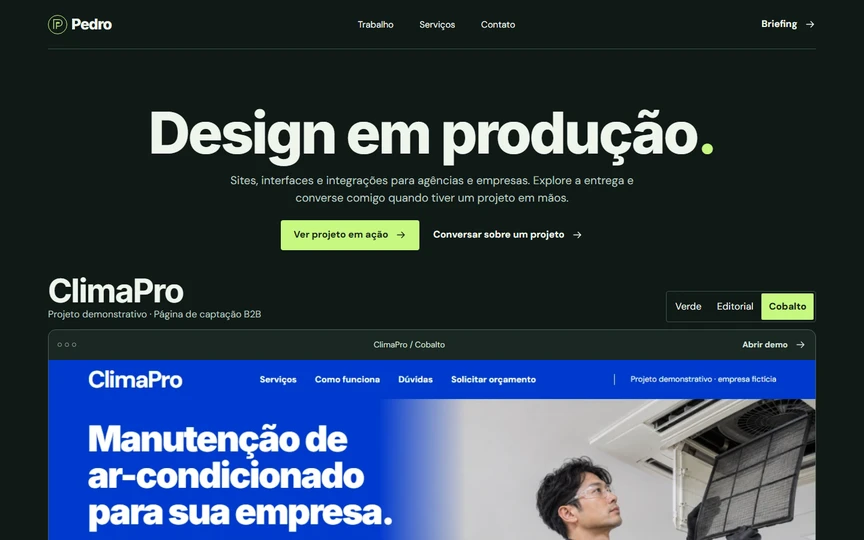 Pedro
Trabalho
Serviços
Contato
Briefing →
Design em produção.
Sites, interfaces e integrações para agências e empresas. Explore a entrega e
converse comigo quando tiver um projeto em mãos.
Ver projeto em ação →
Conversar sobre um projeto →
ClimaPro
Projeto demonstrativo · Página de captação B2B
Verde
Editorial
Cobalto
ClimaPro / Cobalto
Abrir demo →
ClimaPro
Serviços
Como funciona
Dúvidas
Solicitar orçamento
Projeto demonstrativo · empresa fictícia
Manutenção de
ar-condicionado
para sua empresa.